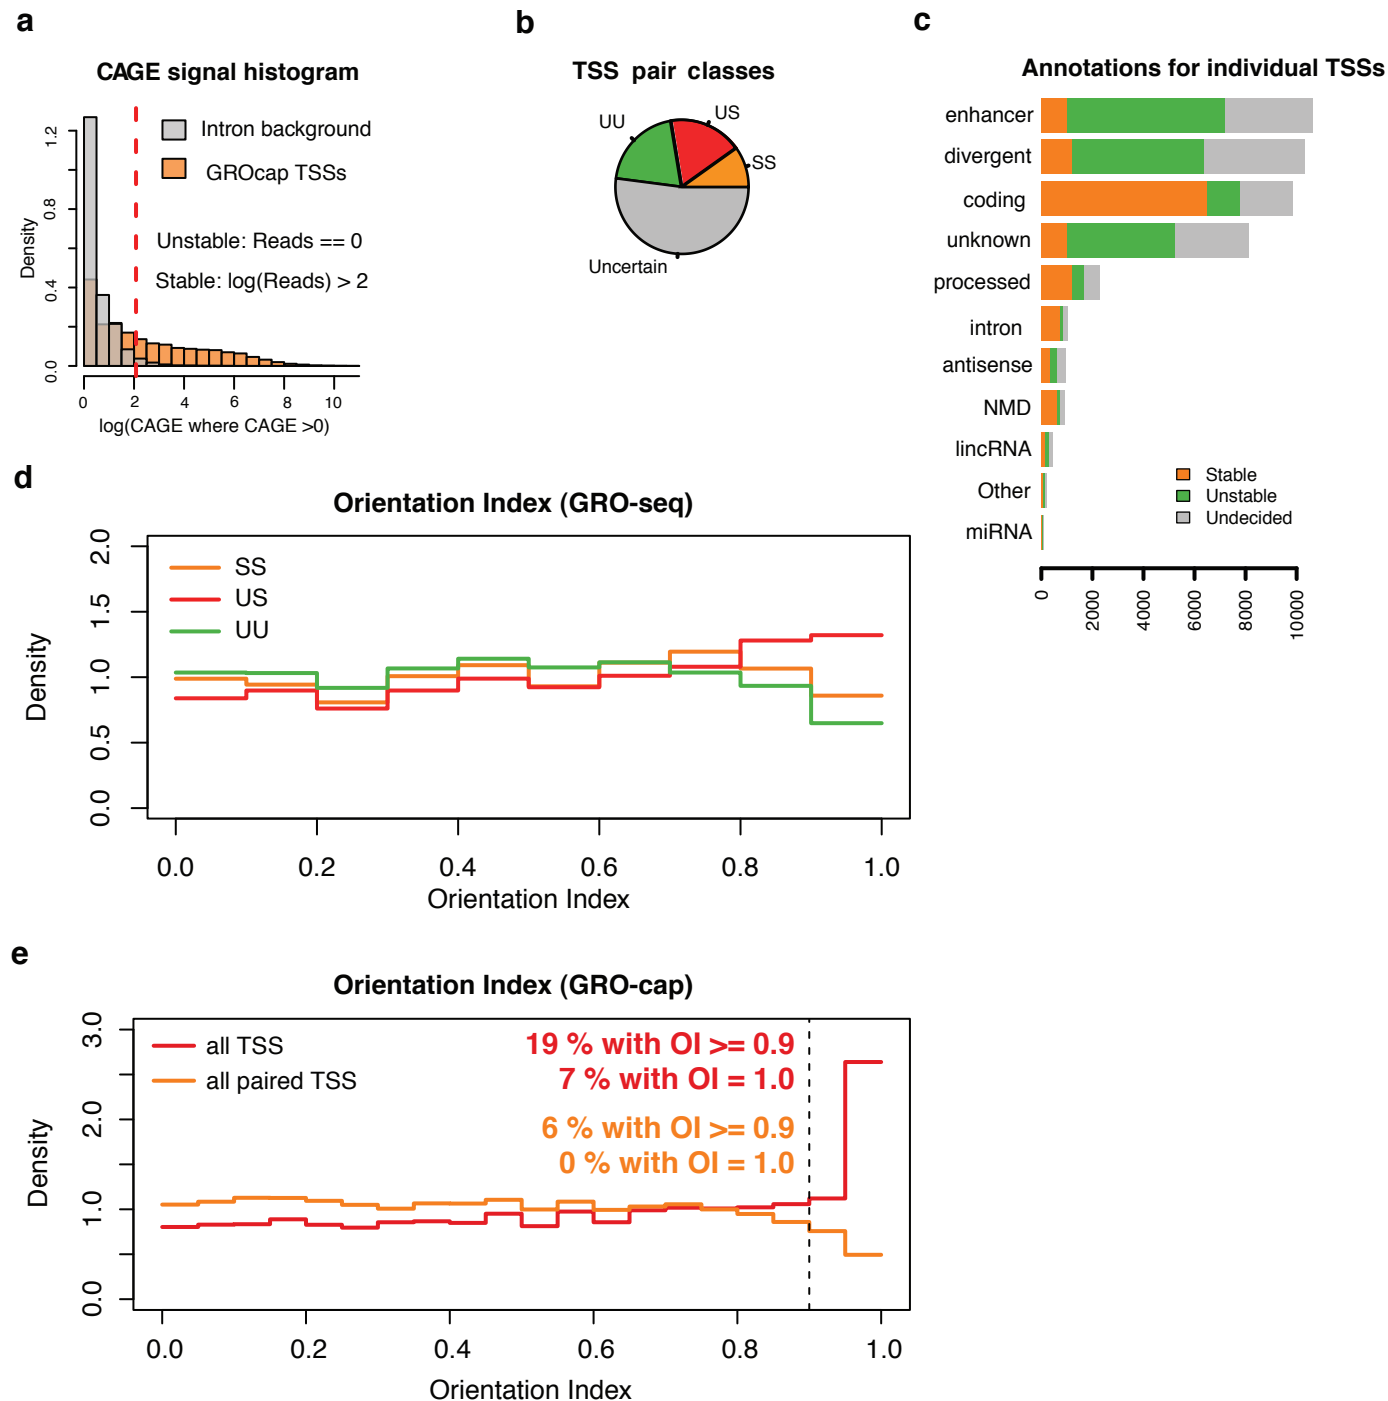 a
CAGE signal histogram
Intron background
GROcap TSSs
Unstable: Reads == 0
Stable: log(Reads) > 2
Density
0.0 0.4 0.8 1.2
0 2 4 6 8 10
log(CAGE where CAGE >0)
b
TSS pair classes
UU
US
SS
Uncertain
c
Annotations for individual TSSs
enhancer
divergent
coding
unknown
processed
intron
antisense
NMD
lincRNA
Other
miRNA
Stable
Unstable
Undecided
0 2000 4000 6000 8000 10000
d
Orientation Index (GRO-seq)
SS
US
UU
Density
0.0 0.5 1.0 1.5 2.0
0.0 0.2 0.4 0.6 0.8 1.0
Orientation Index
e
Orientation Index (GRO-cap)
all TSS
all paired TSS
19 % with OI >= 0.9
7 % with OI = 1.0
6 % with OI >= 0.9
0 % with OI = 1.0
Density
0.0 1.0 2.0 3.0
0.0 0.2 0.4 0.6 0.8 1.0
Orientation Index